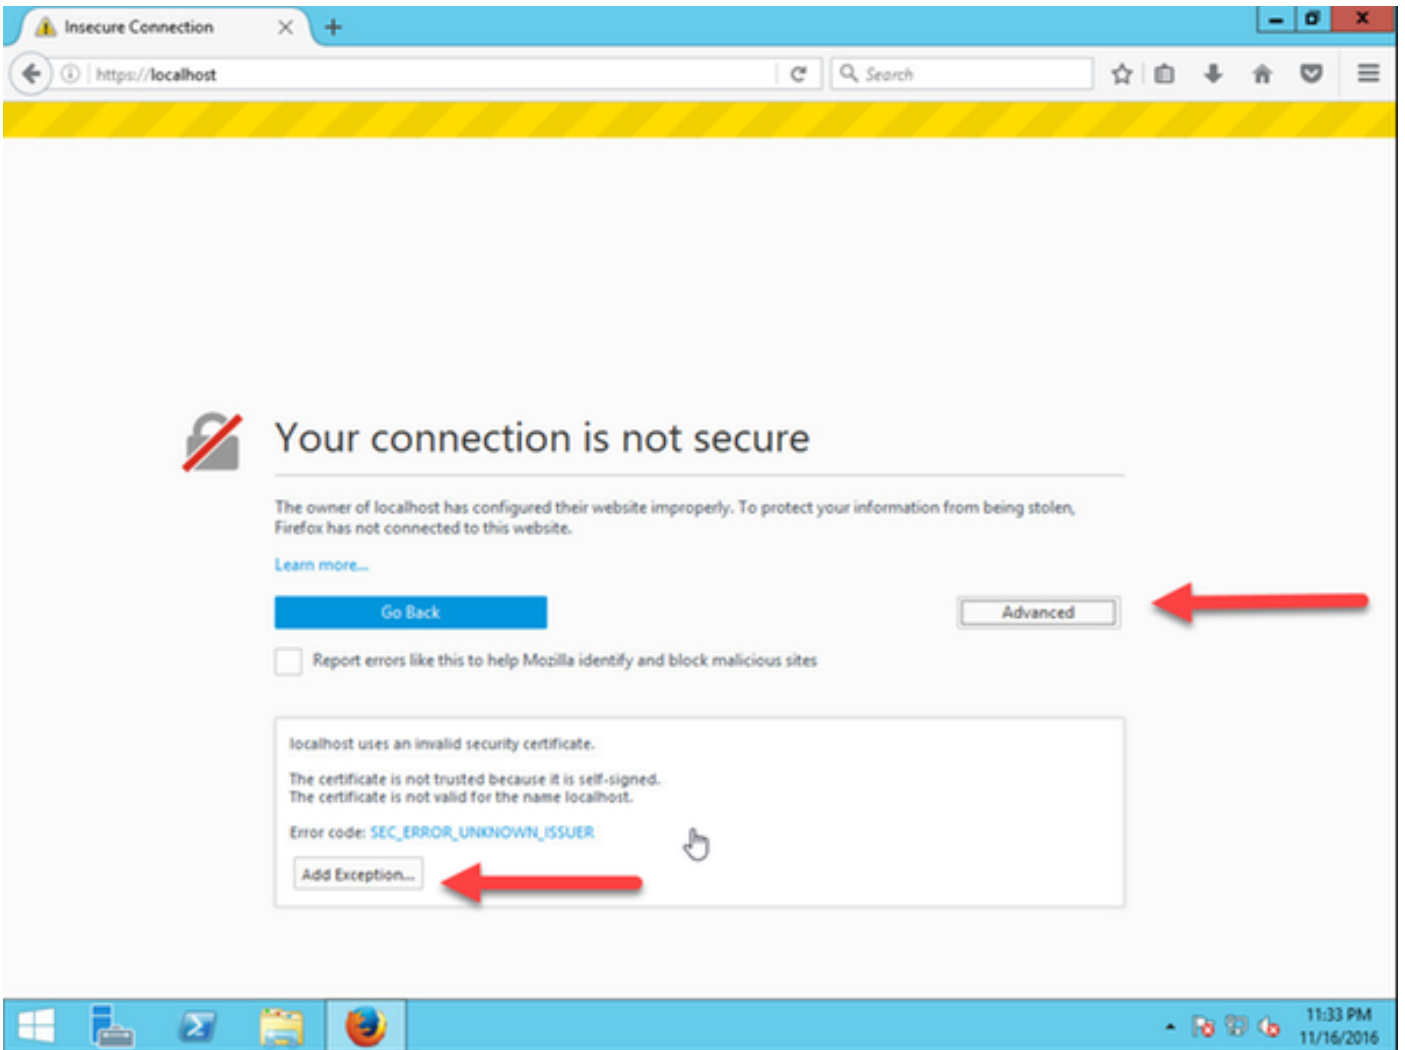 Insecure Connection
https://localhost
Search
Your connection is not secure
The owner of localhost has configured their website improperly. To protect your information from being stolen,
Firefox has not connected to this website.
Learn more...
Go Back
Advanced
Report errors like this to help Mozilla identify and block malicious sites
localhost uses an invalid security certificate.
The certificate is not trusted because it is self-signed.
The certificate is not valid for the name localhost.
Error code: SEC_ERROR_UNKNOWN_ISSUER
Add Exception...
11:33 PM
11/16/2016